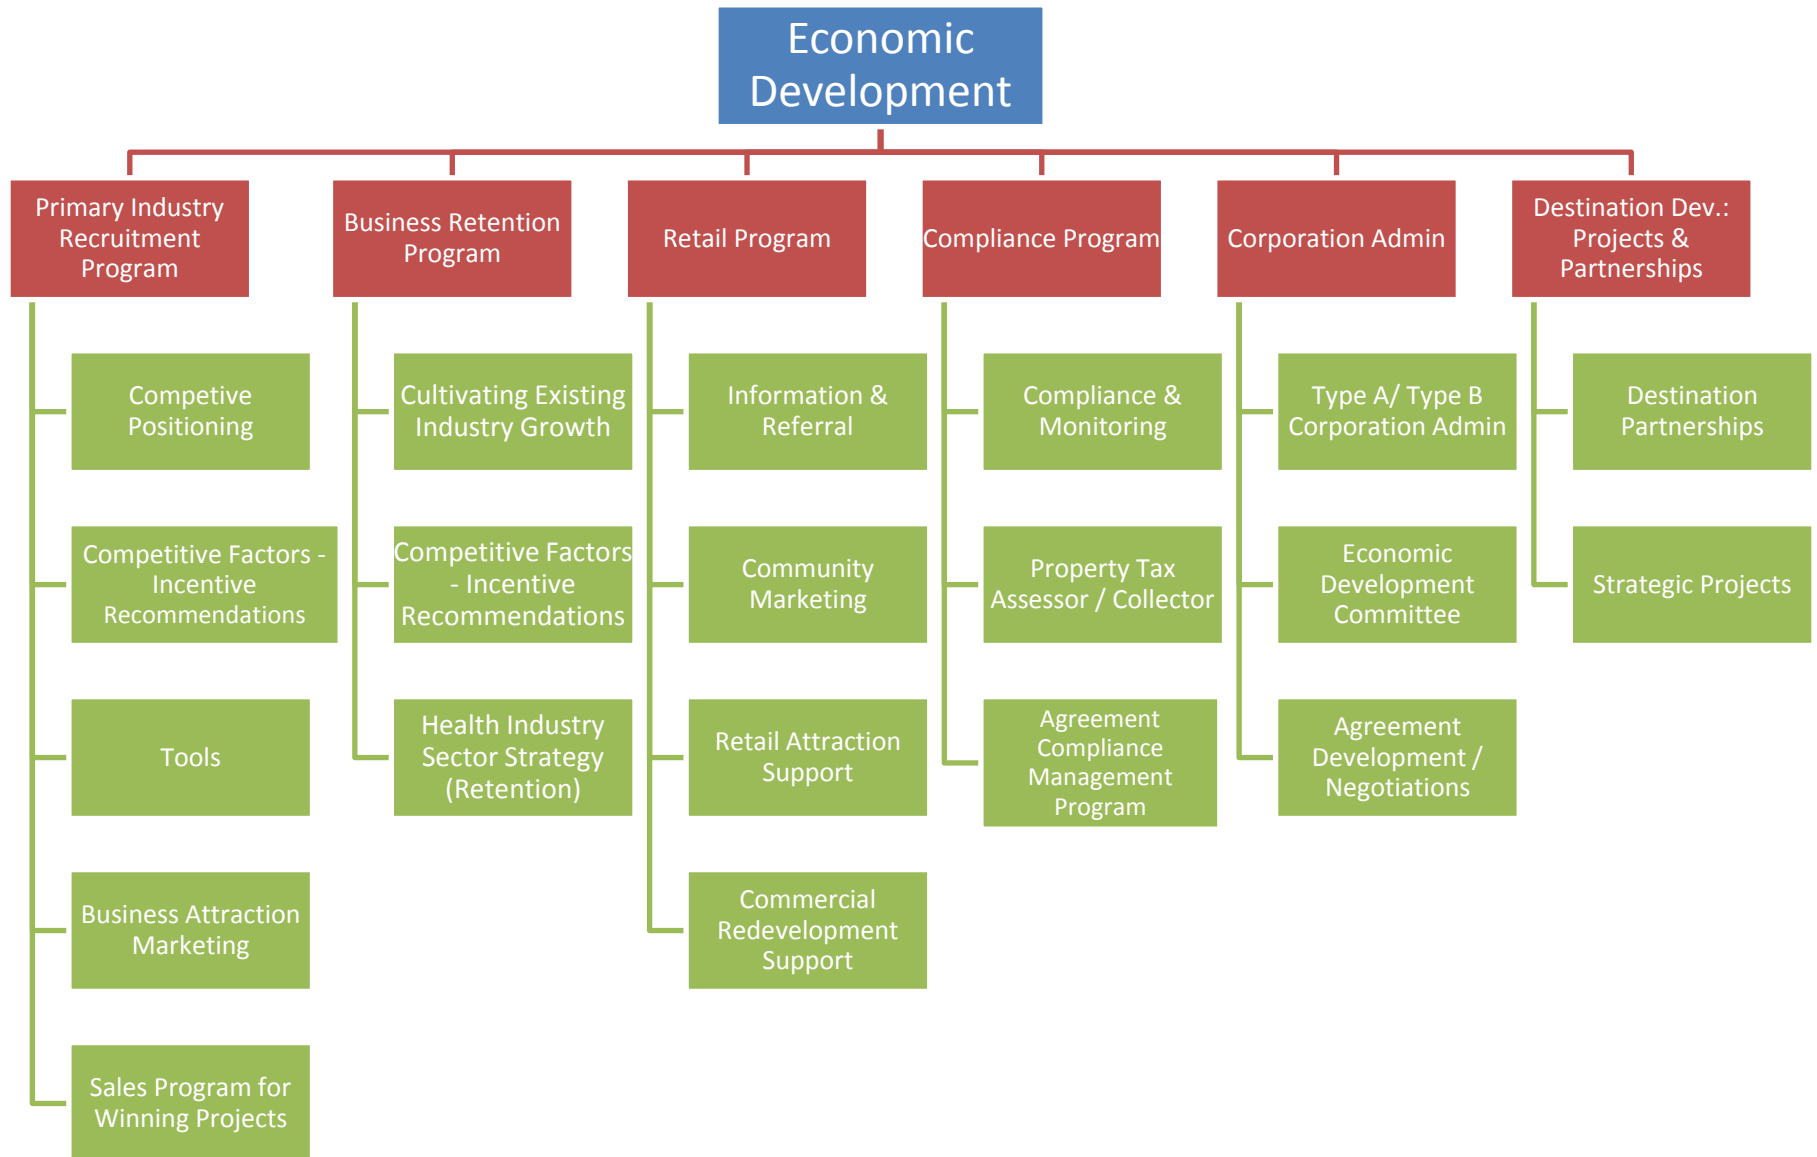 Economic
Development
Primary Industry
Recruitment
Program
Business Retention
Program
Retail Program
Compliance Program
Corporation Admin
Destination Dev.:
Projects &
Partnerships
Competive
Positioning
Competitive Factors -
Incentive
Recommendations
Tools
Business Attraction
Marketing
Sales Program for
Winning Projects
Cultivating Existing
Industry Growth
Competitive Factors
- Incentive
Recommendations
Health Industry
Sector Strategy
(Retention)
Information &
Referral
Community
Marketing
Retail Attraction
Support
Commercial
Redevelopment
Support
Compliance &
Monitoring
Property Tax
Assessor / Collector
Agreement
Compliance
Management
Program
Type A/ Type B
Corporation Admin
Economic
Development
Committee
Agreement
Development /
Negotiations
Destination
Partnerships
Strategic Projects